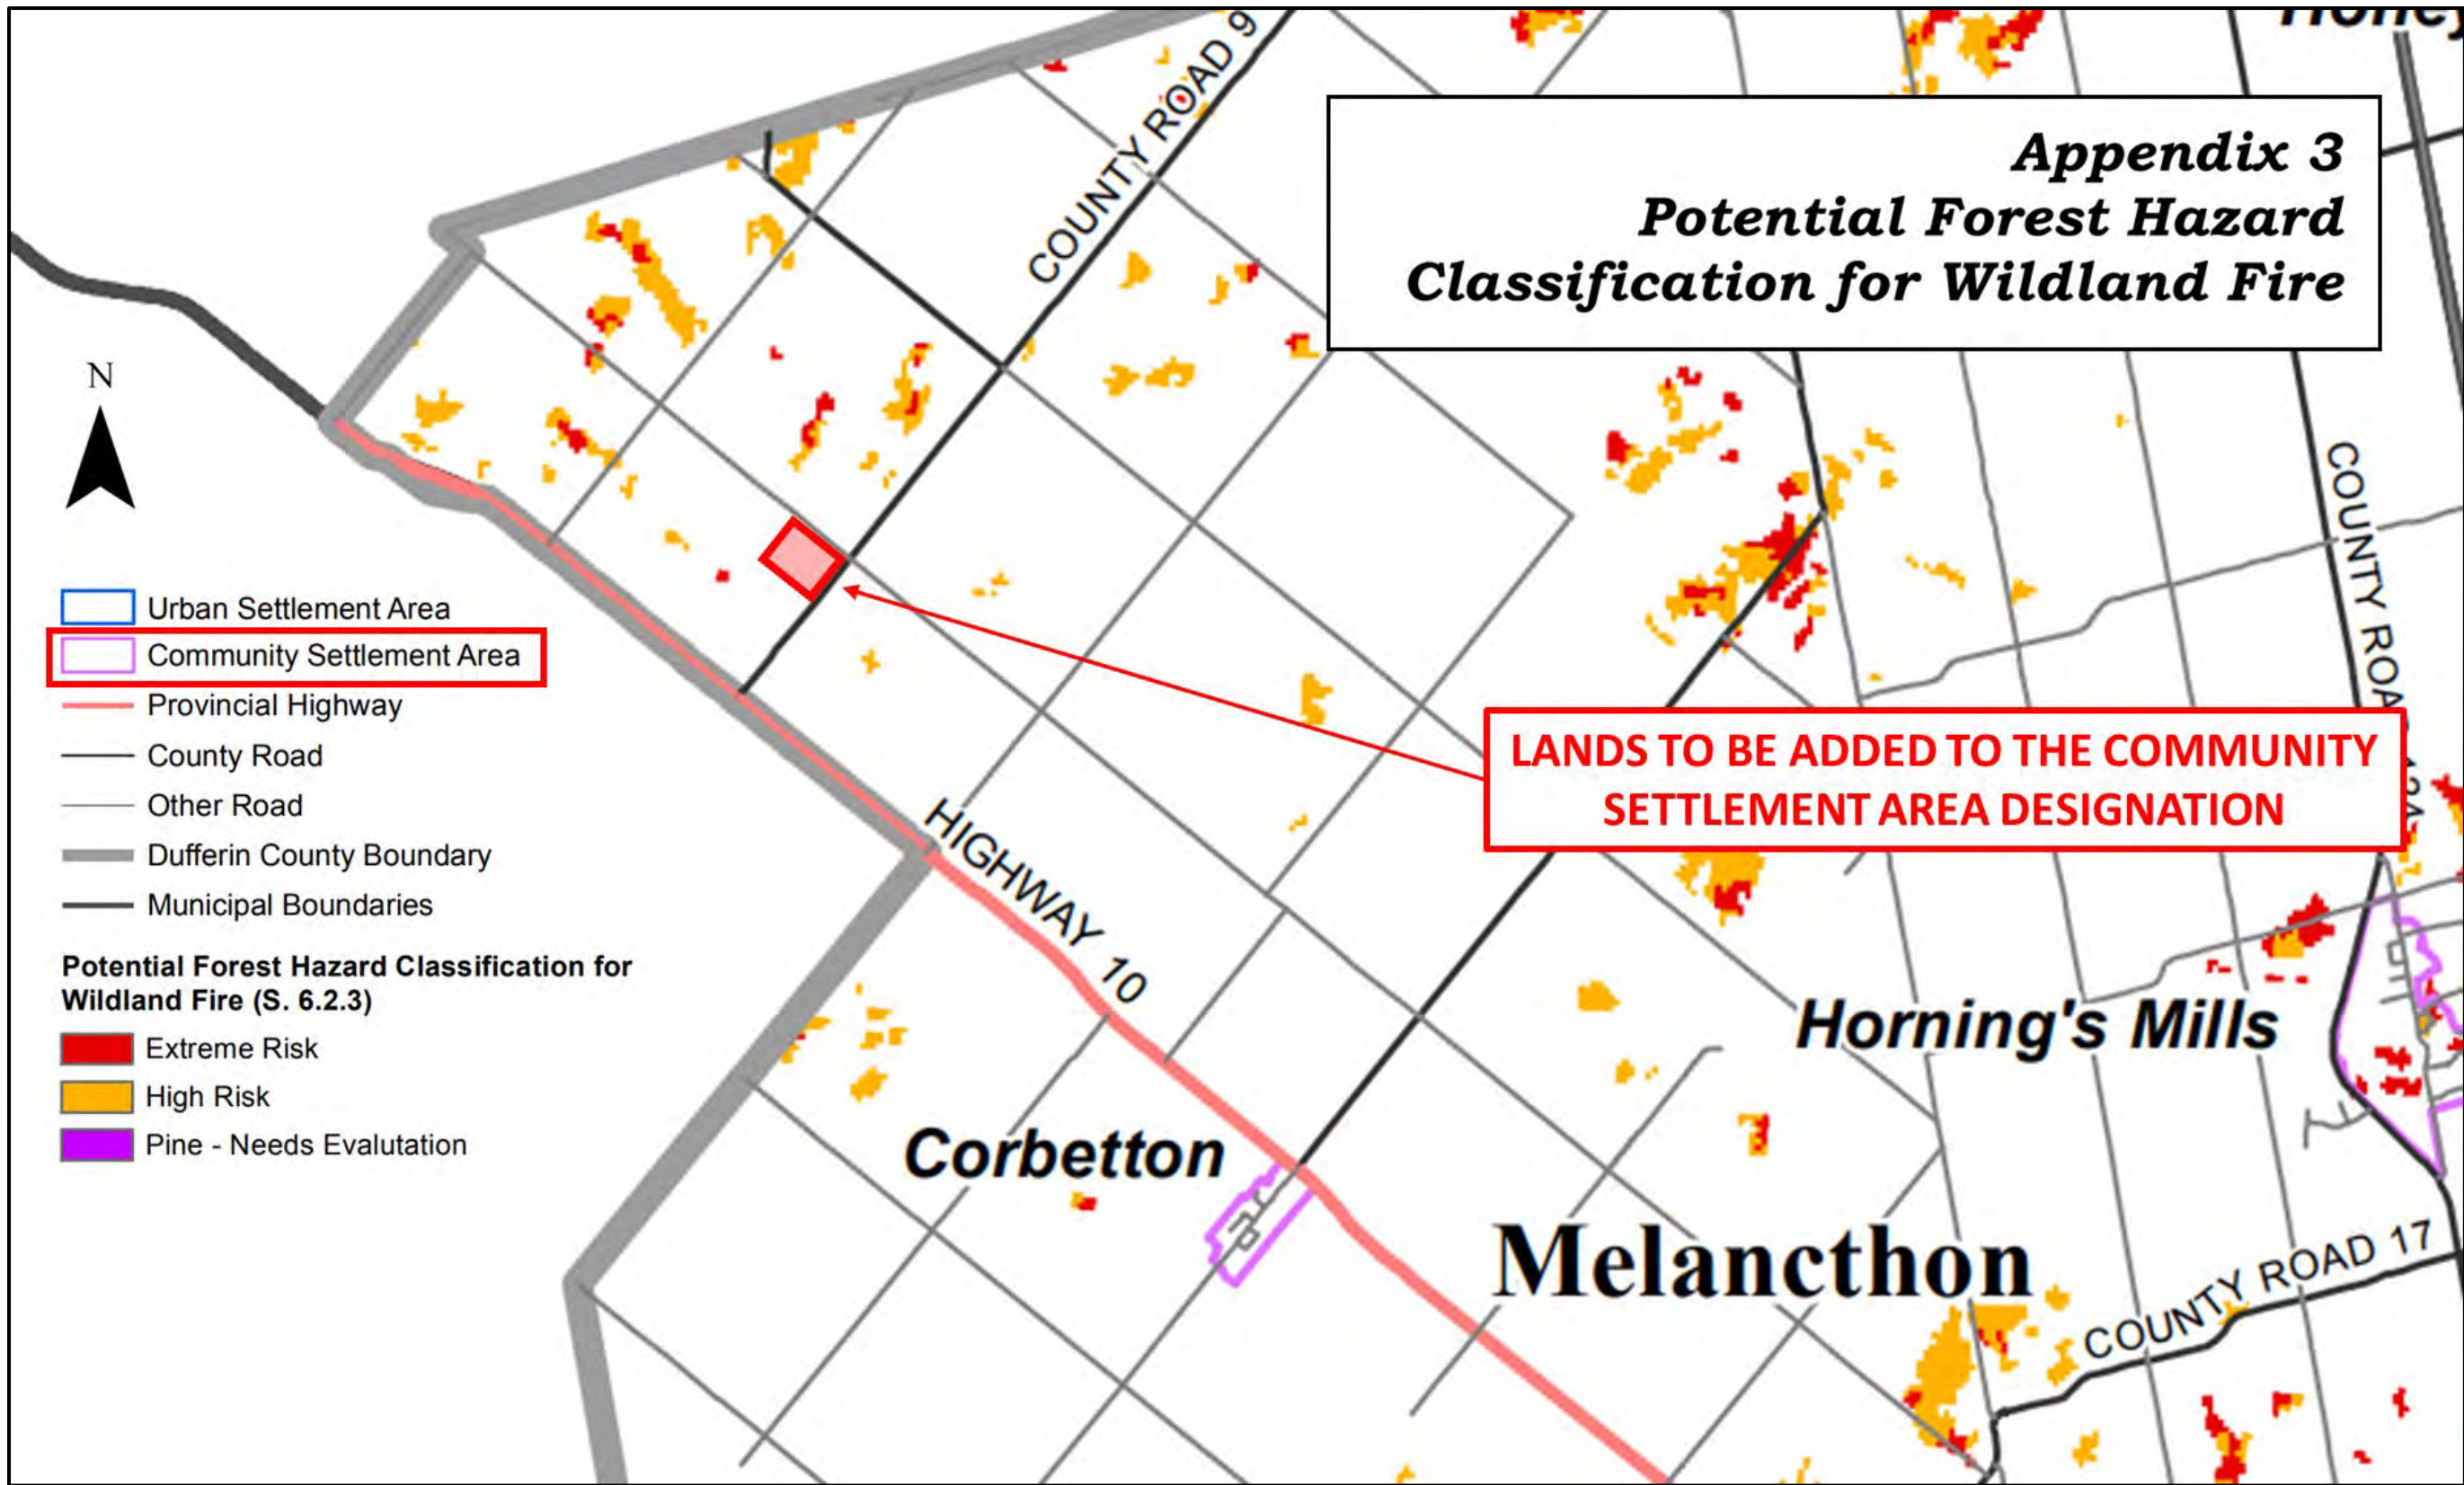 Appendix 3
Potential Forest Hazard
Classification for Wildland Fire
COUNTY ROAD 9
N
Urban Settlement Area
Community Settlement Area
Provincial Highway
County Road
Other Road
Dufferin County Boundary
Municipal Boundaries
Potential Forest Hazard Classification for
Wildland Fire (S. 6.2.3)
Extreme Risk
High Risk
Pine - Needs Evalutation
LANDS TO BE ADDED TO THE COMMUNITY
SETTLEMENT AREA DESIGNATION
COUNTY ROAD
HIGHWAY 10
Horning's Mills
Corbetton
Melancthon
COUNTY ROAD 17